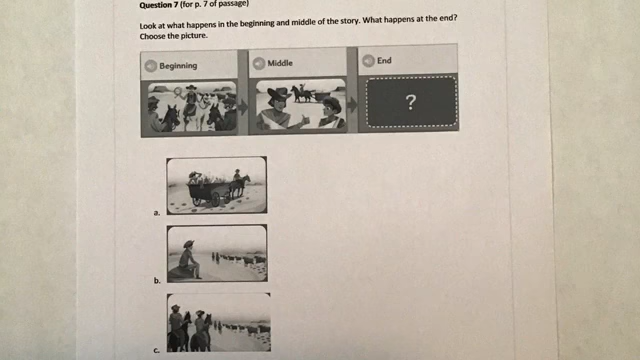 Question 7 (for p. 7 of passage)
Look at what happens in the beginning and middle of the story. What happens at the end?
Choose the picture.
Beginning Middle End
?
a.
b.
c.